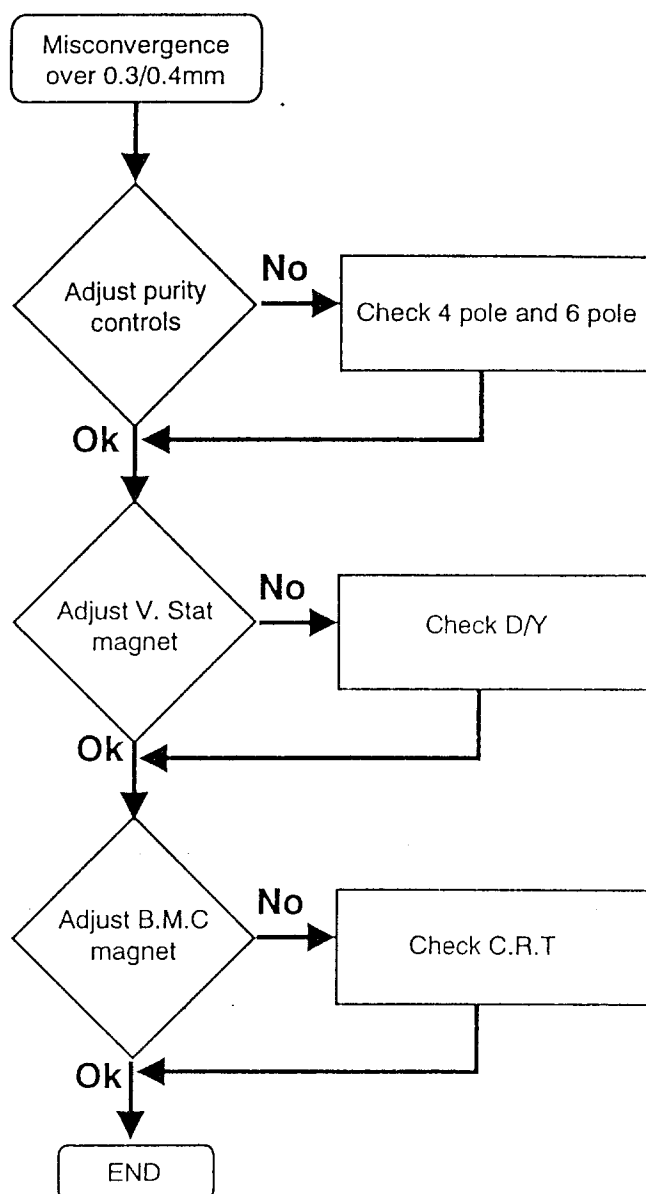 Misconvergence
over 0.3/0.4mm
Adjust purity
controls
No
Check 4 pole and 6 pole
Ok
Adjust V. Stat
magnet
No
Check D/Y
Ok
Adjust B.M.C
magnet
No
Check C.R.T
Ok
END